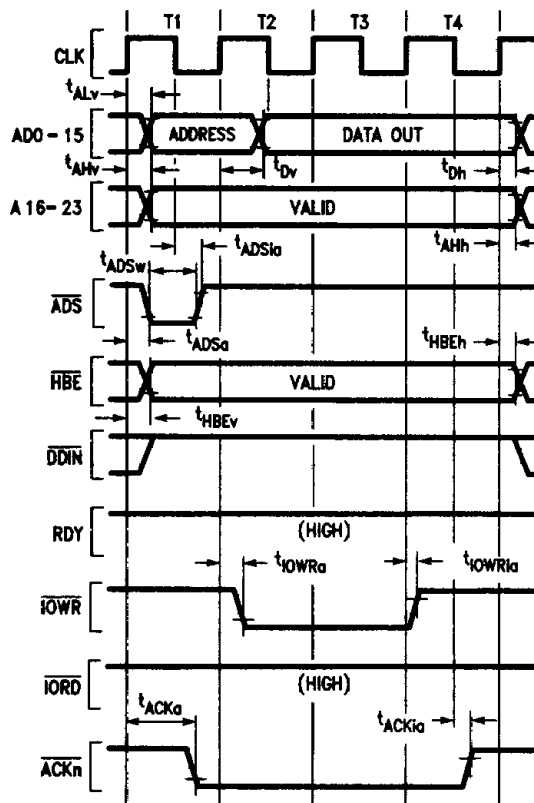 T1 T2 T3 T4
CLK
tALv
AD0-15 ADDRESS DATA OUT
tAHv tDv tDh
A16-23 VALID
tADSw tADSia tAHh
ADS
tADSa tHBEh
HBE VALID
tHBEv
DDIN
RDY (HIGH)
tIOWRa tIOWRia
IOWR
IORD (HIGH)
tACKa tACKia
ACKn